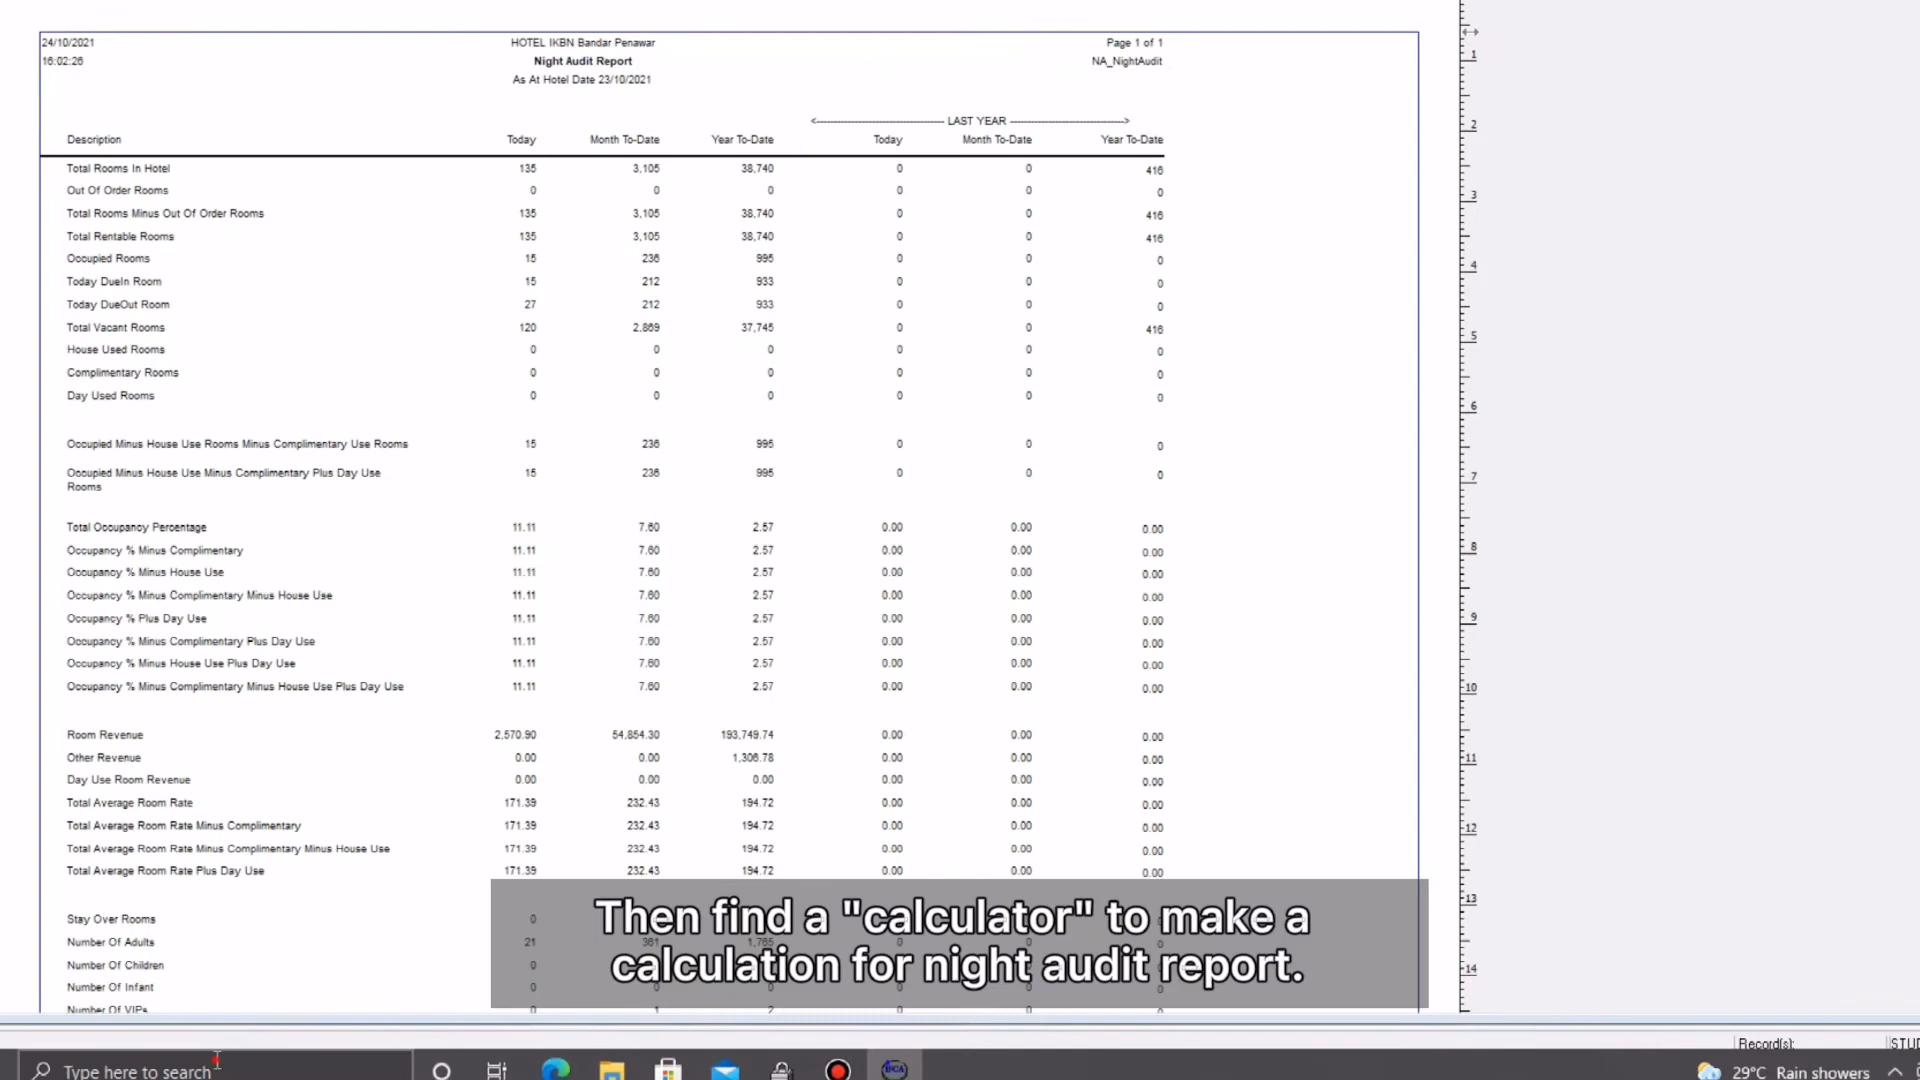 24/10/2021 HOTEL IKBN Bandar Penawar Page 1 of 1
16:02:26 Night Audit Report NA_NightAudit
As At Hotel Date 23/10/2021
<---------- LAST YEAR ---------->
Description Today Month To-Date Year To-Date Today Month To-Date Year To-Date
Total Rooms In Hotel 135 3,105 38,740 0 0 416
Out Of Order Rooms 0 0 0 0 0 0
Total Rooms Minus Out Of Order Rooms 135 3,105 38,740 0 0 416
Total Rentable Rooms 135 3,105 38,740 0 0 416
Occupied Rooms 15 236 995 0 0 0
Today DueIn Room 15 212 933 0 0 0
Today DueOut Room 27 212 933 0 0 0
Total Vacant Rooms 120 2,869 37,745 0 0 416
House Used Rooms 0 0 0 0 0 0
Complimentary Rooms 0 0 0 0 0 0
Day Used Rooms 0 0 0 0 0 0
Occupied Minus House Use Rooms Minus Complimentary Use Rooms 15 236 995 0 0 0
Occupied Minus House Use Minus Complimentary Plus Day Use 15 236 995 0 0 0
Rooms
Total Occupancy Percentage 11.11 7.60 2.57 0.00 0.00 0.00
Occupancy % Minus Complimentary 11.11 7.60 2.57 0.00 0.00 0.00
Occupancy % Minus House Use 11.11 7.60 2.57 0.00 0.00 0.00
Occupancy % Minus Complimentary Minus House Use 11.11 7.60 2.57 0.00 0.00 0.00
Occupancy % Plus Day Use 11.11 7.60 2.57 0.00 0.00 0.00
Occupancy % Minus Complimentary Plus Day Use 11.11 7.60 2.57 0.00 0.00 0.00
Occupancy % Minus House Use Plus Day Use 11.11 7.60 2.57 0.00 0.00 0.00
Occupancy % Minus Complimentary Minus House Use Plus Day Use 11.11 7.60 2.57 0.00 0.00 0.00
Room Revenue 2,570.90 54,854.30 193,749.74 0.00 0.00 0.00
Other Revenue 0.00 0.00 1,306.78 0.00 0.00 0.00
Day Use Room Revenue 0.00 0.00 0.00 0.00 0.00 0.00
Total Average Room Rate 171.39 232.43 194.72 0.00 0.00 0.00
Total Average Room Rate Minus Complimentary 171.39 232.43 194.72 0.00 0.00 0.00
Total Average Room Rate Minus Complimentary Minus House Use 171.39 232.43 194.72 0.00 0.00 0.00
Total Average Room Rate Plus Day Use 171.39 232.43 194.72 0.00 0.00 0.00
Stay Over Rooms 0
Number Of Adults 21
Number Of Children 0
Number Of Infant 0
Number Of VIPs 0 1 2 0 0 0
Then find a "calculator" to make a
calculation for night audit report.
1
2
3
4
5
6
7
8
9
10
11
12
13
14
Record(s): STUD
Type here to search
29°C Rain showers